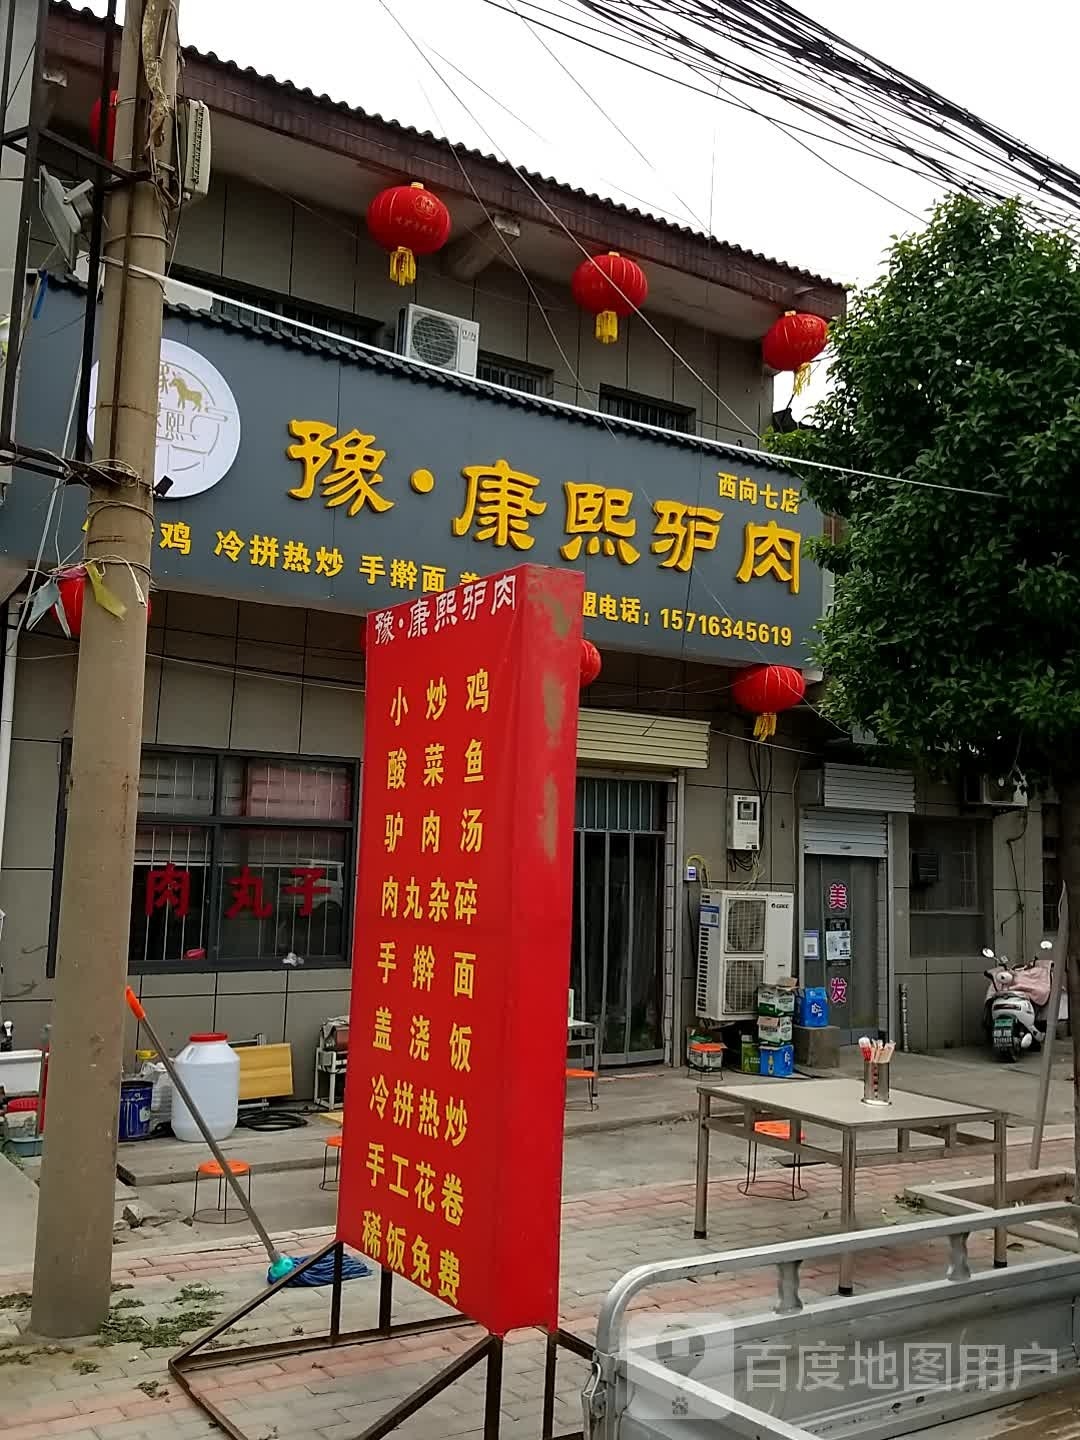 西向七店
豫·康熙驴肉
鸡 冷拼热炒 手擀面
盟电话：15716345619
豫·康熙驴肉
小炒鸡
酸菜鱼
驴肉汤
肉丸杂碎
手擀面
盖浇饭
冷拼热炒
手工花卷
稀饭免费
肉丸子
美
发
百度地图用户